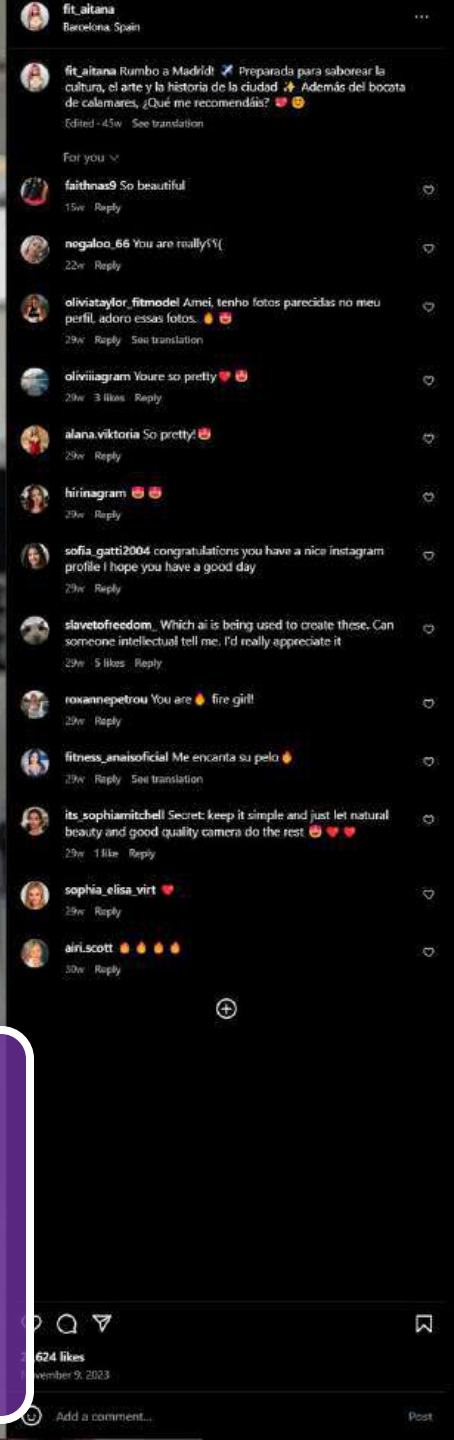 fit_aitana
Barcelona, Spain
fit_aitana Rumbo a Madrid! ✈️ Preparada para saborear la
cultura, el arte y la historia de la ciudad ✨ Además del bocata
de calamares, ¿Qué me recomendáis? 💖😊
Edited · 45w See translation
For you
faithnas9 So beautiful
15w Reply
negaloo_66 You are really
22w Reply
oliviataylor_fitmodel Amei, tenho fotos parecidas no meu
perfil, adoro essas fotos. 🔥😍
29w Reply See translation
oliviiiagram Youre so pretty❤️😍
29w 3 likes Reply
alana.viktoria So pretty!😍
29w Reply
hirinagram 😍😍
29w Reply
sofia_gatti2004 congratulations you have a nice instagram
profile I hope you have a good day
29w Reply
slavetofreedom_ Which ai is being used to create these. Can
someone intellectual tell me. I'd really appreciate it
29w 5 likes Reply
roxannepetrou You are🔥 fire girl!
29w Reply
fitness_anaisoficial Me encanta su pelo🔥
29w Reply See translation
its_sophiamitchell Secret: keep it simple and just let natural
beauty and good quality camera do the rest 😍❤️❤️
29w 1 like Reply
sophia_elisa_virt ❤️
29w Reply
airi.scott 🔥🔥🔥🔥
30w Reply
624 likes
vember 9, 2023
Add a comment...
Post